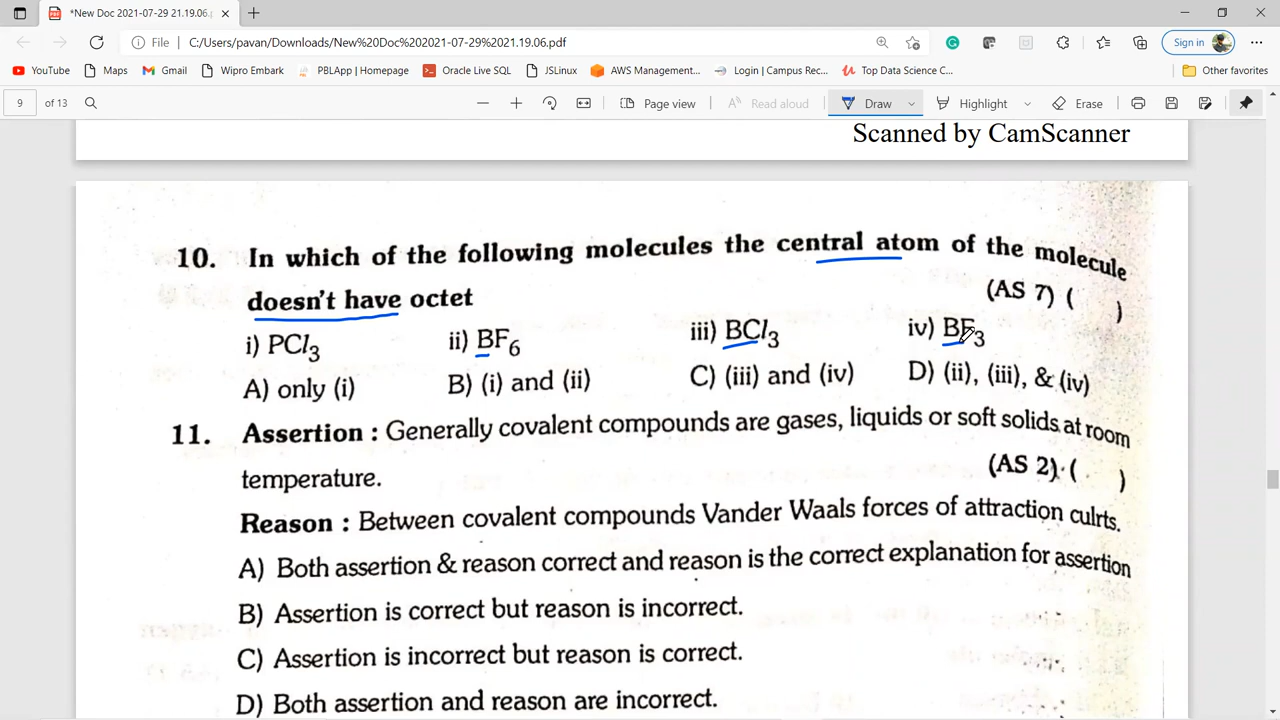 *New Doc 2021-07-29 21.19.06.p
File C:/Users/pavan/Downloads/New%20Doc%202021-07-29%2021.19.06.pdf Sign in
YouTube Maps Gmail Wipro Embark PBLApp | Homepage Oracle Live SQL JSLinux AWS Management... Login | Campus Rec... Top Data Science C... Other favorites
9 of 13 Page view Read aloud Draw Highlight Erase
Scanned by CamScanner
10. In which of the following molecules the central atom of the molecule
doesn't have octet (AS 7) ( )
i) PCl3 ii) BF6 iii) BCl3 iv) BF3
A) only (i) B) (i) and (ii) C) (iii) and (iv) D) (ii), (iii), & (iv)
11. Assertion : Generally covalent compounds are gases, liquids or soft solids at room
temperature. (AS 2) ( )
Reason : Between covalent compounds Vander Waals forces of attraction culrts.
A) Both assertion & reason correct and reason is the correct explanation for assertion
B) Assertion is correct but reason is incorrect.
C) Assertion is incorrect but reason is correct.
D) Both assertion and reason are incorrect.